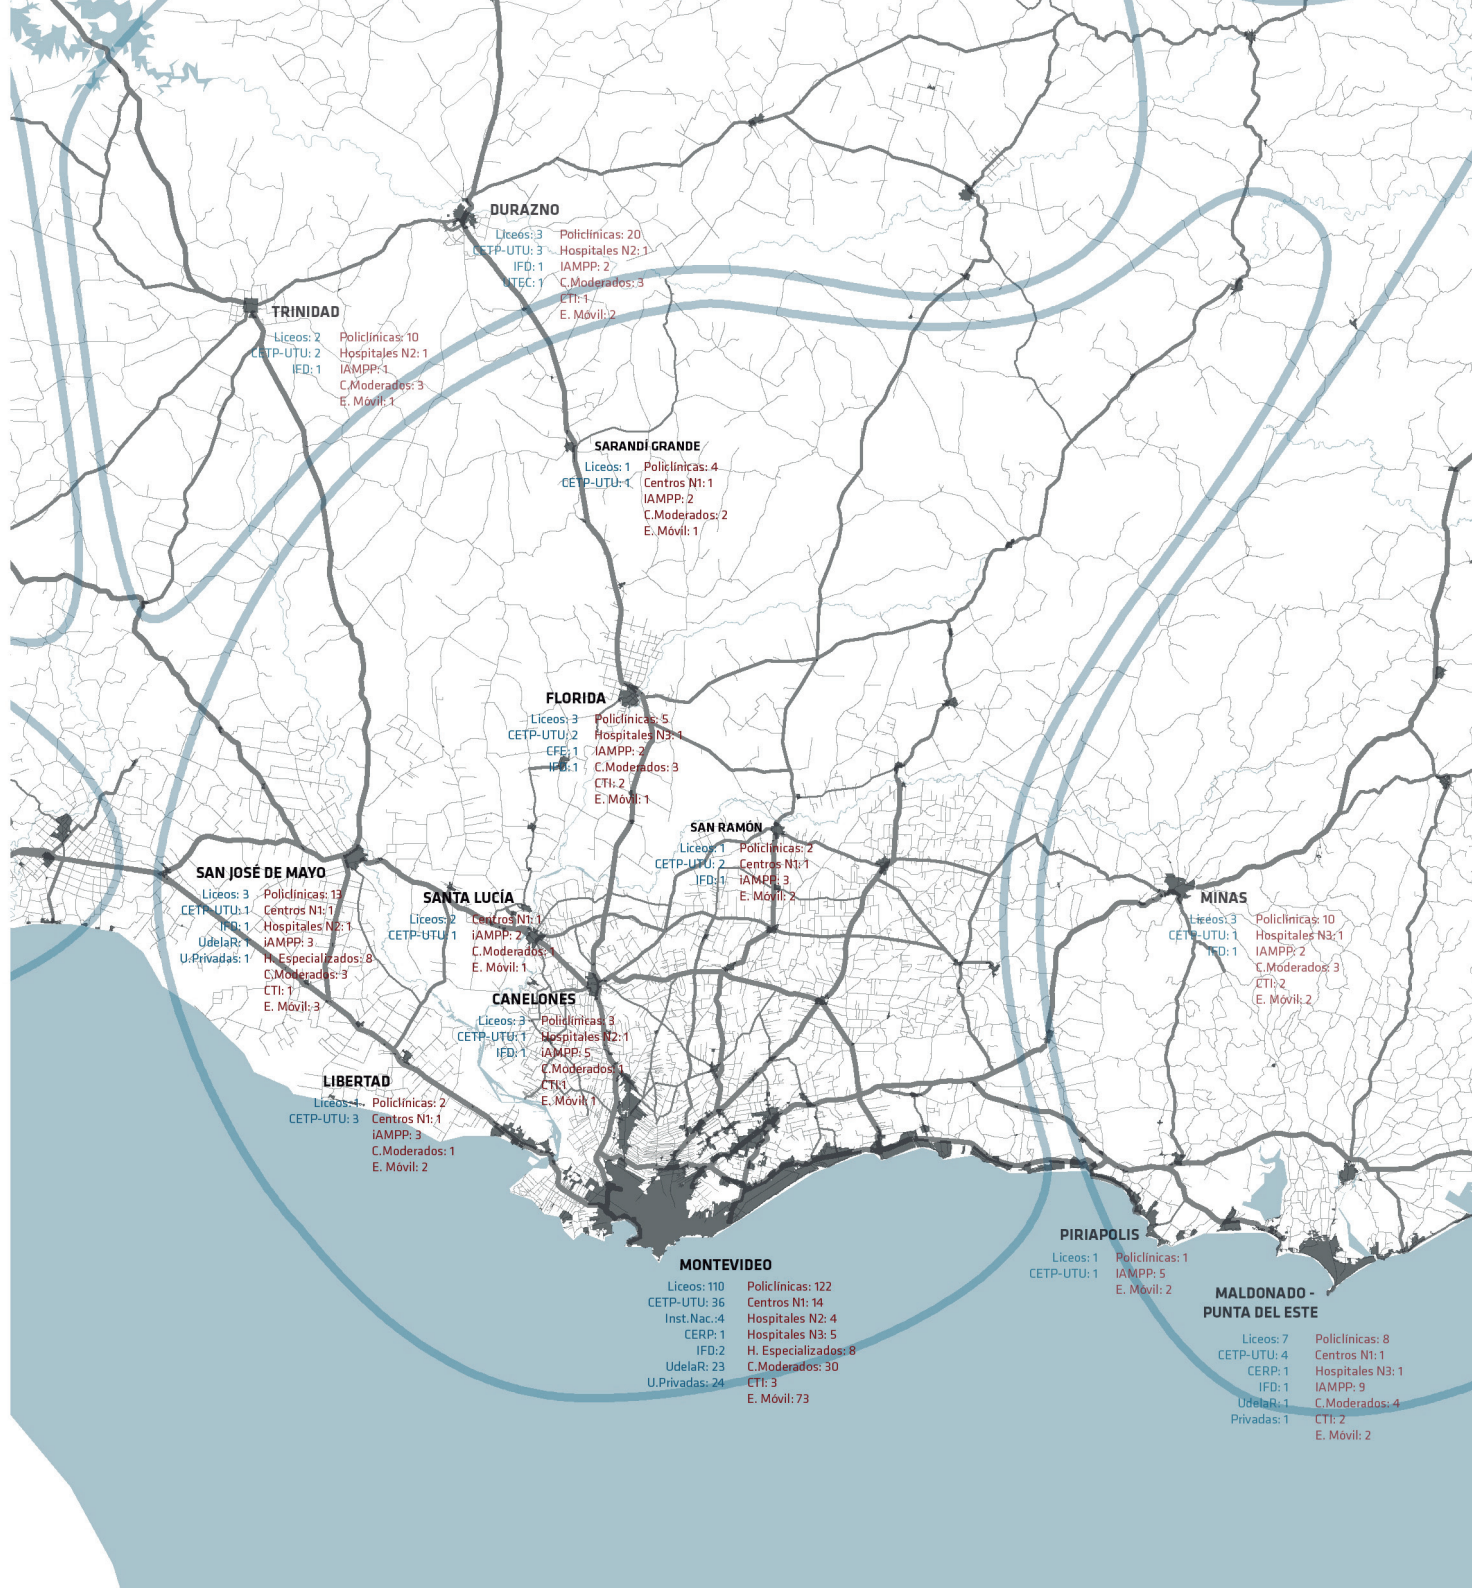 DURAZNO
Liceos: 3
CETP-UTU: 3
IFD: 1
UTEC: 1
Policlínicas: 20
Hospitales N2: 1
IAMPP: 2
C.Moderados: 3
CTI: 1
E. Móvil: 2
TRINIDAD
Liceos: 2
CETP-UTU: 2
IFD: 1
Policlínicas: 10
Hospitales N2: 1
IAMPP: 1
C.Moderados: 3
E. Móvil: 1
SARANDÍ GRANDE
Liceos: 1
CETP-UTU: 1
Policlínicas: 4
Centros N1: 1
IAMPP: 2
C.Moderados: 2
E. Móvil: 1
FLORIDA
Liceos: 3
CETP-UTU: 2
CFE: 1
IFD: 1
Policlínicas: 5
Hospitales N3: 1
IAMPP: 2
C.Moderados: 3
CTI: 2
E. Móvil: 1
SAN RAMÓN
Liceos: 1
CETP-UTU: 2
IFD: 1
Policlínicas: 2
Centros N1: 1
iAMPP: 3
E. Móvil: 2
SAN JOSÉ DE MAYO
Liceos: 3
CETP-UTU: 1
IFD: 1
UdelaR: 1
U.Privadas: 1
Policlínicas: 13
Centros N1: 1
Hospitales N2: 1
iAMPP: 3
H. Especializados: 8
C.Moderados: 3
CTI: 1
E. Móvil: 3
SANTA LUCÍA
Liceos: 2
CETP-UTU: 1
Centros N1: 1
iAMPP: 2
C.Moderados: 1
E. Móvil: 1
MINAS
Liceos: 3
CETP-UTU: 1
IFD: 1
Policlínicas: 10
Hospitales N3: 1
IAMPP: 2
C.Moderados: 3
CTI: 2
E. Móvil: 2
CANELONES
Liceos: 3
CETP-UTU: 1
IFD: 1
Policlínicas: 3
Hospitales N2: 1
iAMPP: 5
C.Moderados: 1
CTI:1
E. Móvil: 1
LIBERTAD
Liceos: 1
CETP-UTU: 3
Policlínicas: 2
Centros N1: 1
iAMPP: 3
C.Moderados: 1
E. Móvil: 2
MONTEVIDEO
Liceos: 110
CETP-UTU: 36
Inst.Nac.:4
CERP: 1
IFD:2
UdelaR: 23
U.Privadas: 24
Policlínicas: 122
Centros N1: 14
Hospitales N2: 4
Hospitales N3: 5
H. Especializados: 8
C.Moderados: 30
CTI: 3
E. Móvil: 73
PIRIAPOLIS
Liceos: 1
CETP-UTU: 1
Policlínicas: 1
IAMPP: 5
E. Móvil: 2
MALDONADO -
PUNTA DEL ESTE
Liceos: 7
CETP-UTU: 4
CERP: 1
IFD: 1
UdelaR: 1
Privadas: 1
Policlínicas: 8
Centros N1: 1
Hospitales N3: 1
IAMPP: 9
C.Moderados: 4
CTI: 2
E. Móvil: 2